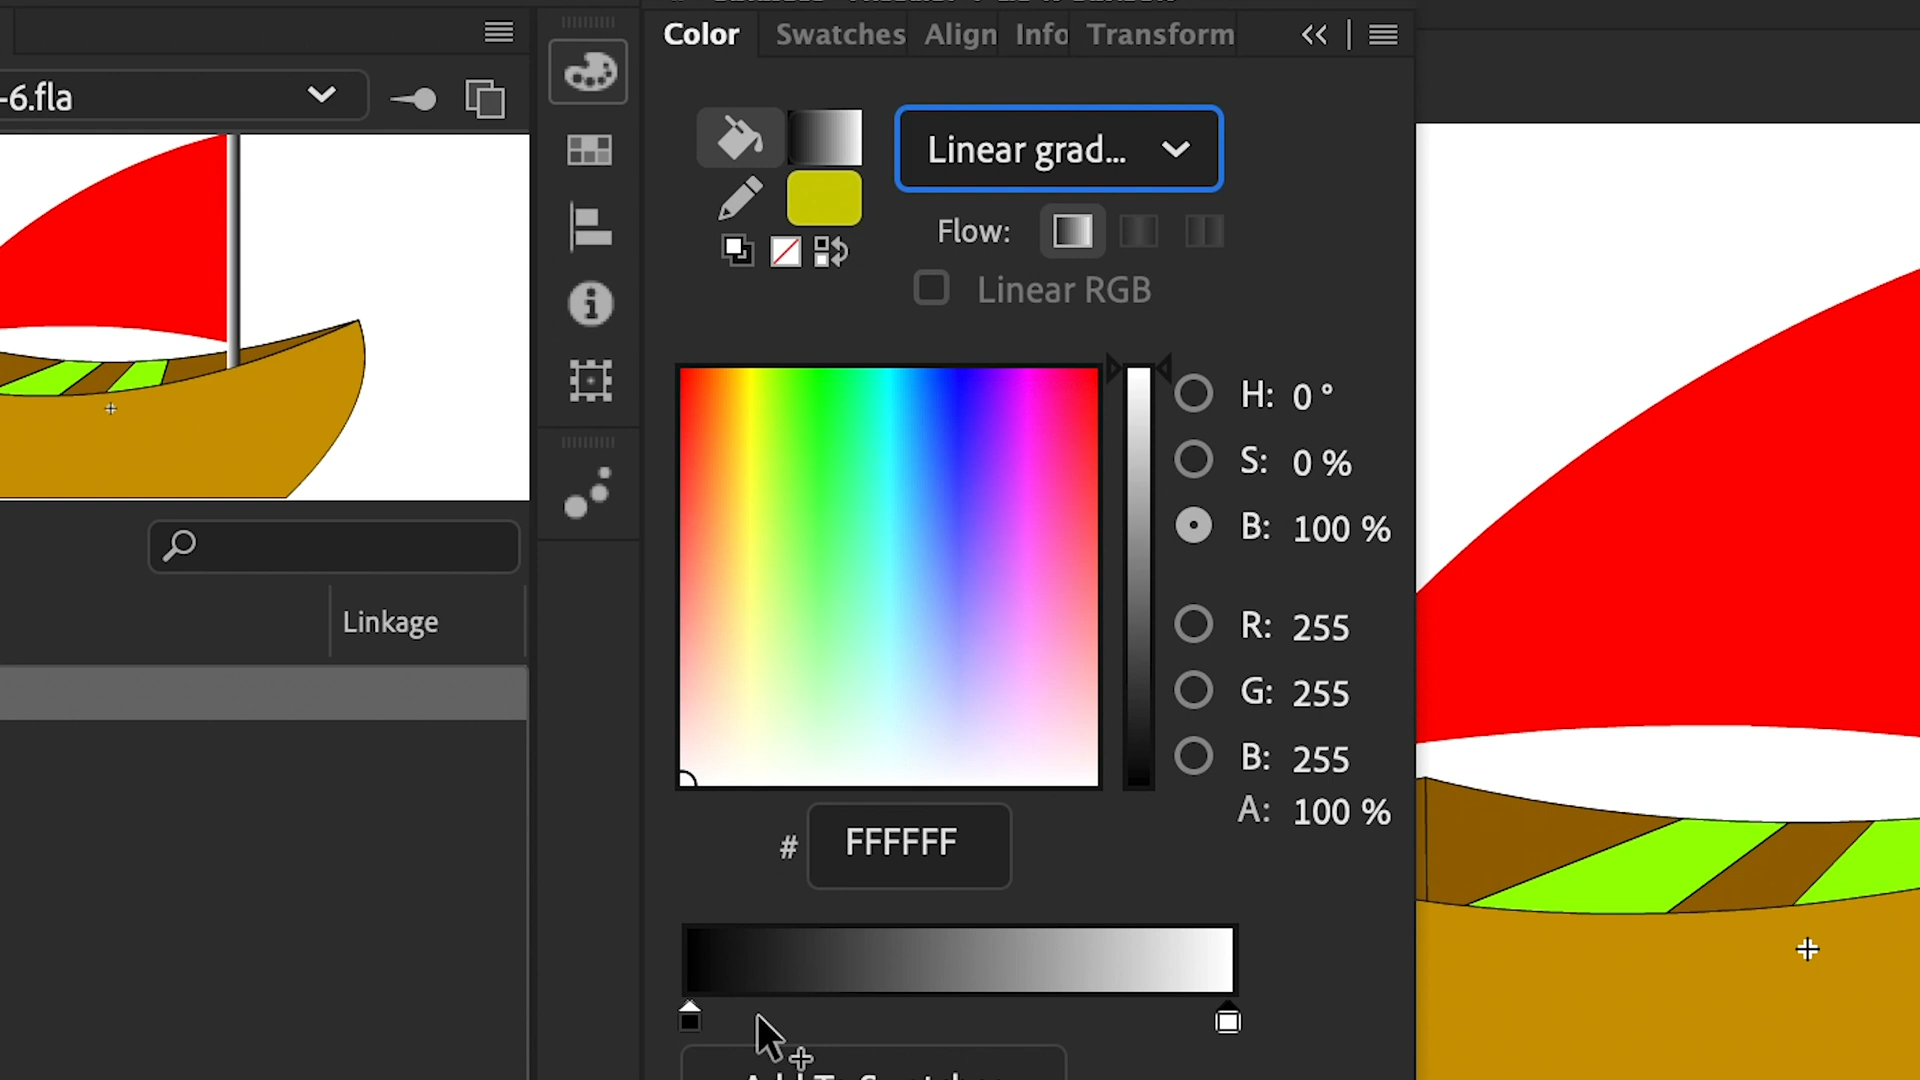 Color Swatches Align Info Transform
-6.fla
Linear grad...
Flow:
Linear RGB
H: 0 °
S: 0 %
B: 100 %
Linkage
R: 255
G: 255
B: 255
A: 100 %
# FFFFFF